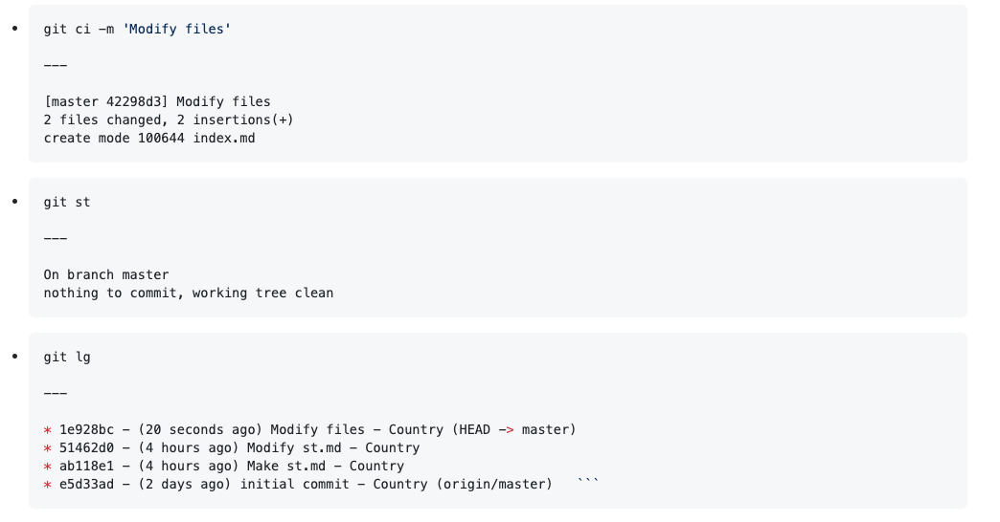 git ci -m 'Modify files'
---
[master 42298d3] Modify files
2 files changed, 2 insertions(+)
create mode 100644 index.md
git st
---
On branch master
nothing to commit, working tree clean
git lg
---
* 1e928bc - (20 seconds ago) Modify files - Country (HEAD -> master)
* 51462d0 - (4 hours ago) Modify st.md - Country
* ab118e1 - (4 hours ago) Make st.md - Country
* e5d33ad - (2 days ago) initial commit - Country (origin/master)   ```